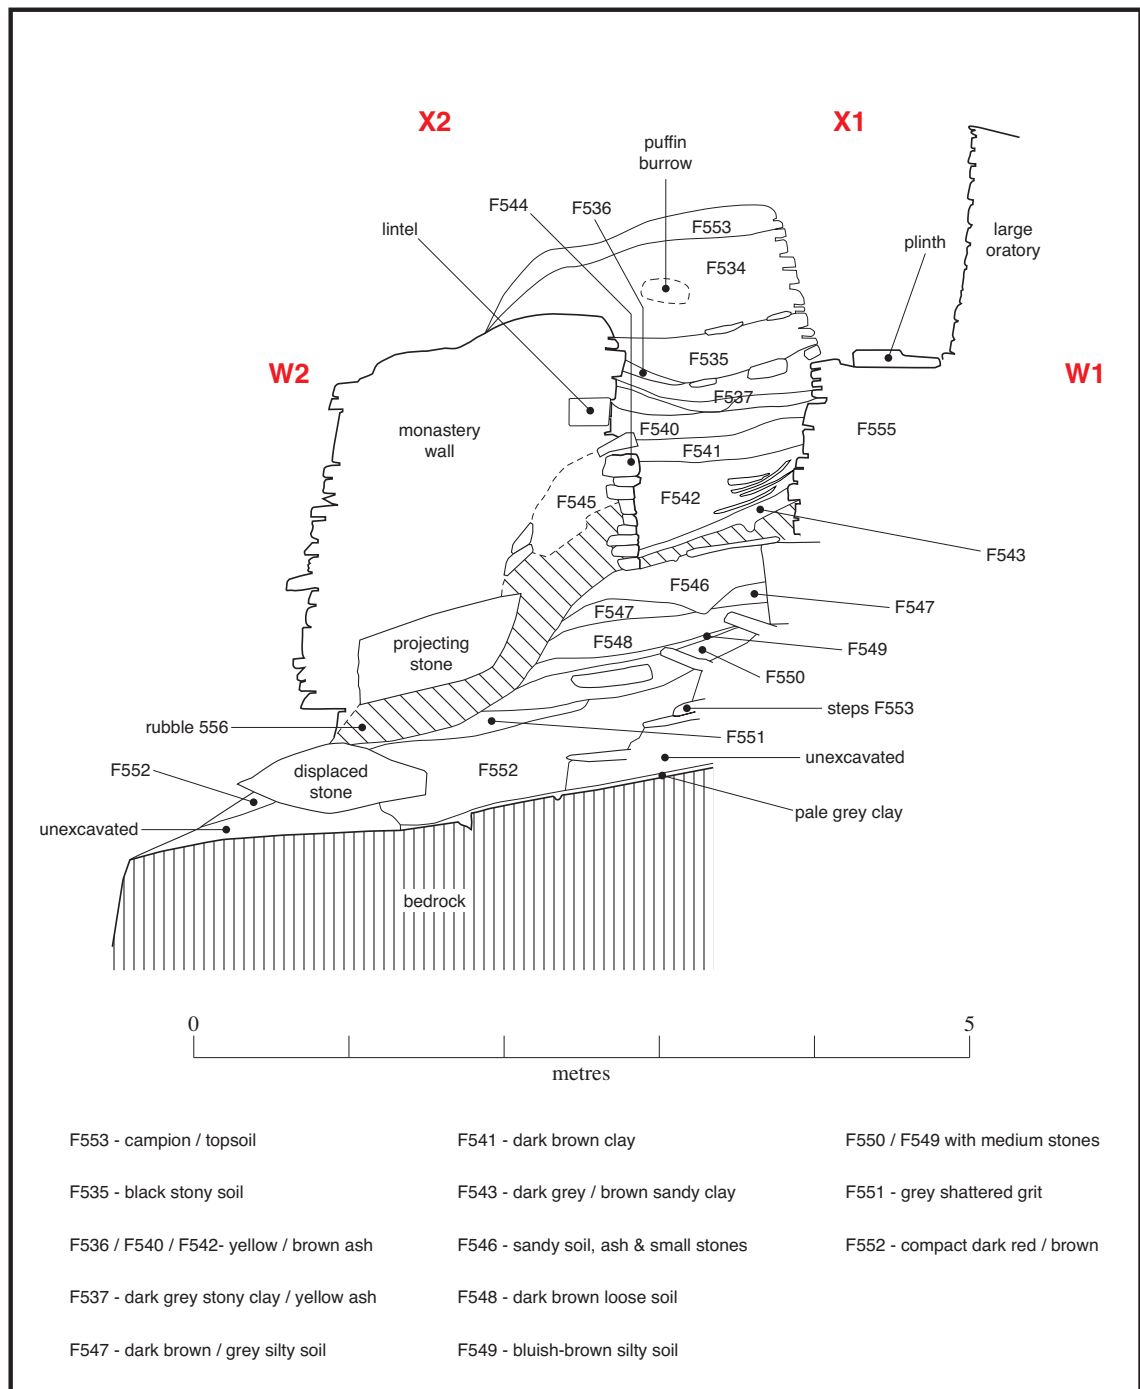 X2
X1
puffin
burrow
F544
F536
lintel
F553
large
oratory
plinth
F534
F535
W2
W1
F537
monastery
wall
F540
F555
F541
F545
F542
F543
F546
F547
F547
projecting
stone
F548
F549
F550
steps F553
rubble 556
F551
unexcavated
F552
displaced
stone
F552
pale grey clay
unexcavated
bedrock
0
5
metres
F553 - campion / topsoil
F535 - black stony soil
F536 / F540 / F542- yellow / brown ash
F537 - dark grey stony clay / yellow ash
F547 - dark brown / grey silty soil
F541 - dark brown clay
F543 - dark grey / brown sandy clay
F546 - sandy soil, ash & small stones
F548 - dark brown loose soil
F549 - bluish-brown silty soil
F550 / F549 with medium stones
F551 - grey shattered grit
F552 - compact dark red / brown